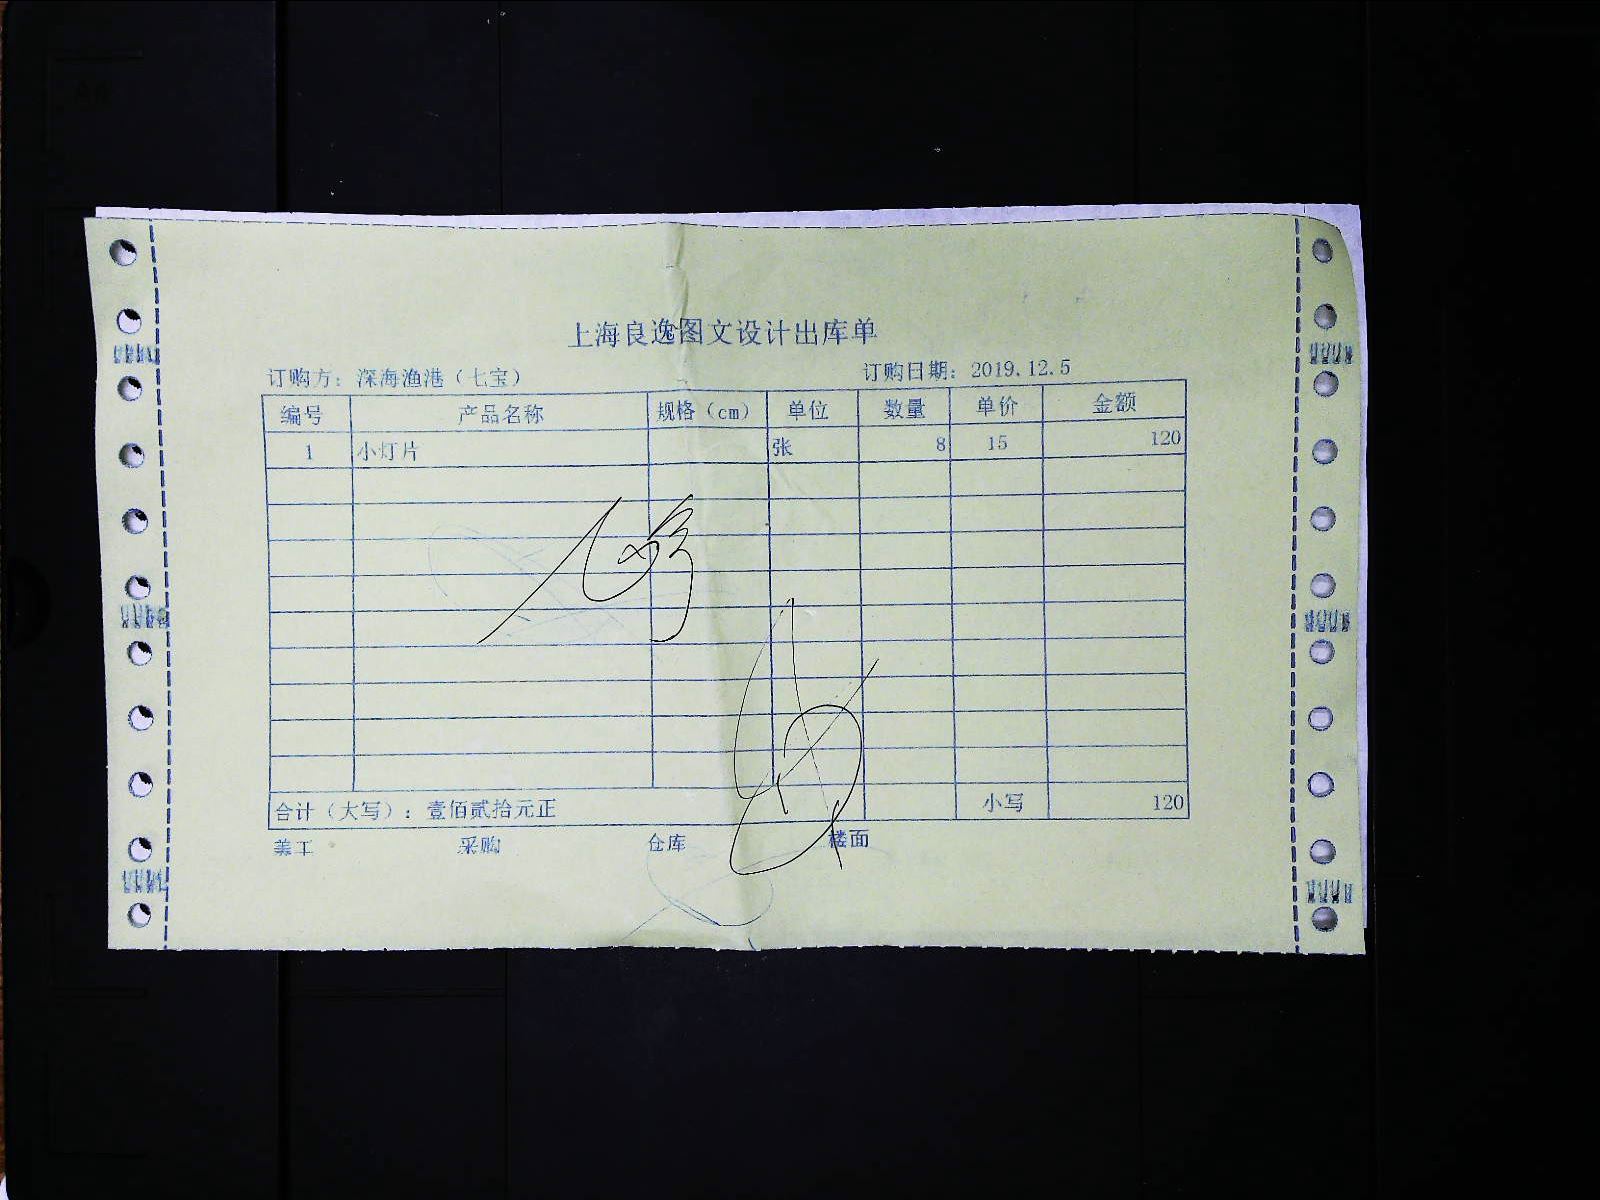 上海良逸图文设计出库单
订购方：深海渔港（七宝） 订购日期：2019.12.5
编号 产品名称 规格（cm） 单位 数量 单价 金额
1 小灯片 张 8 15 120
合计（大写）：壹佰贰拾元正 小写 120
美工 采购 仓库 楼面